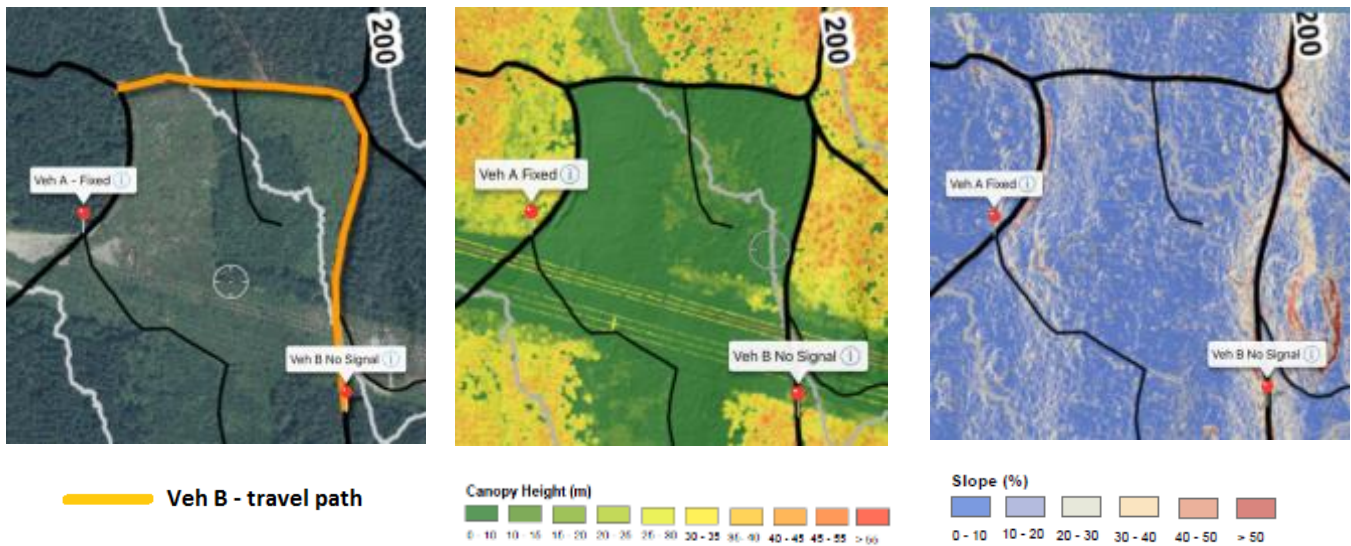 200
Veh A - Fixed
Veh B No Signal
200
Veh A Fixed
Veh B No Signal
200
Veh A Fixed
Veh B No Signal
Veh B - travel path
Canopy Height (m)
0 - 10 10 - 15 15 - 20 20 - 25 25 - 30 30 - 35 35 - 40 40 - 45 45 - 55
Slope (%)
0 - 10 10 - 20 20 - 30 30 - 40 40 - 50 > 50